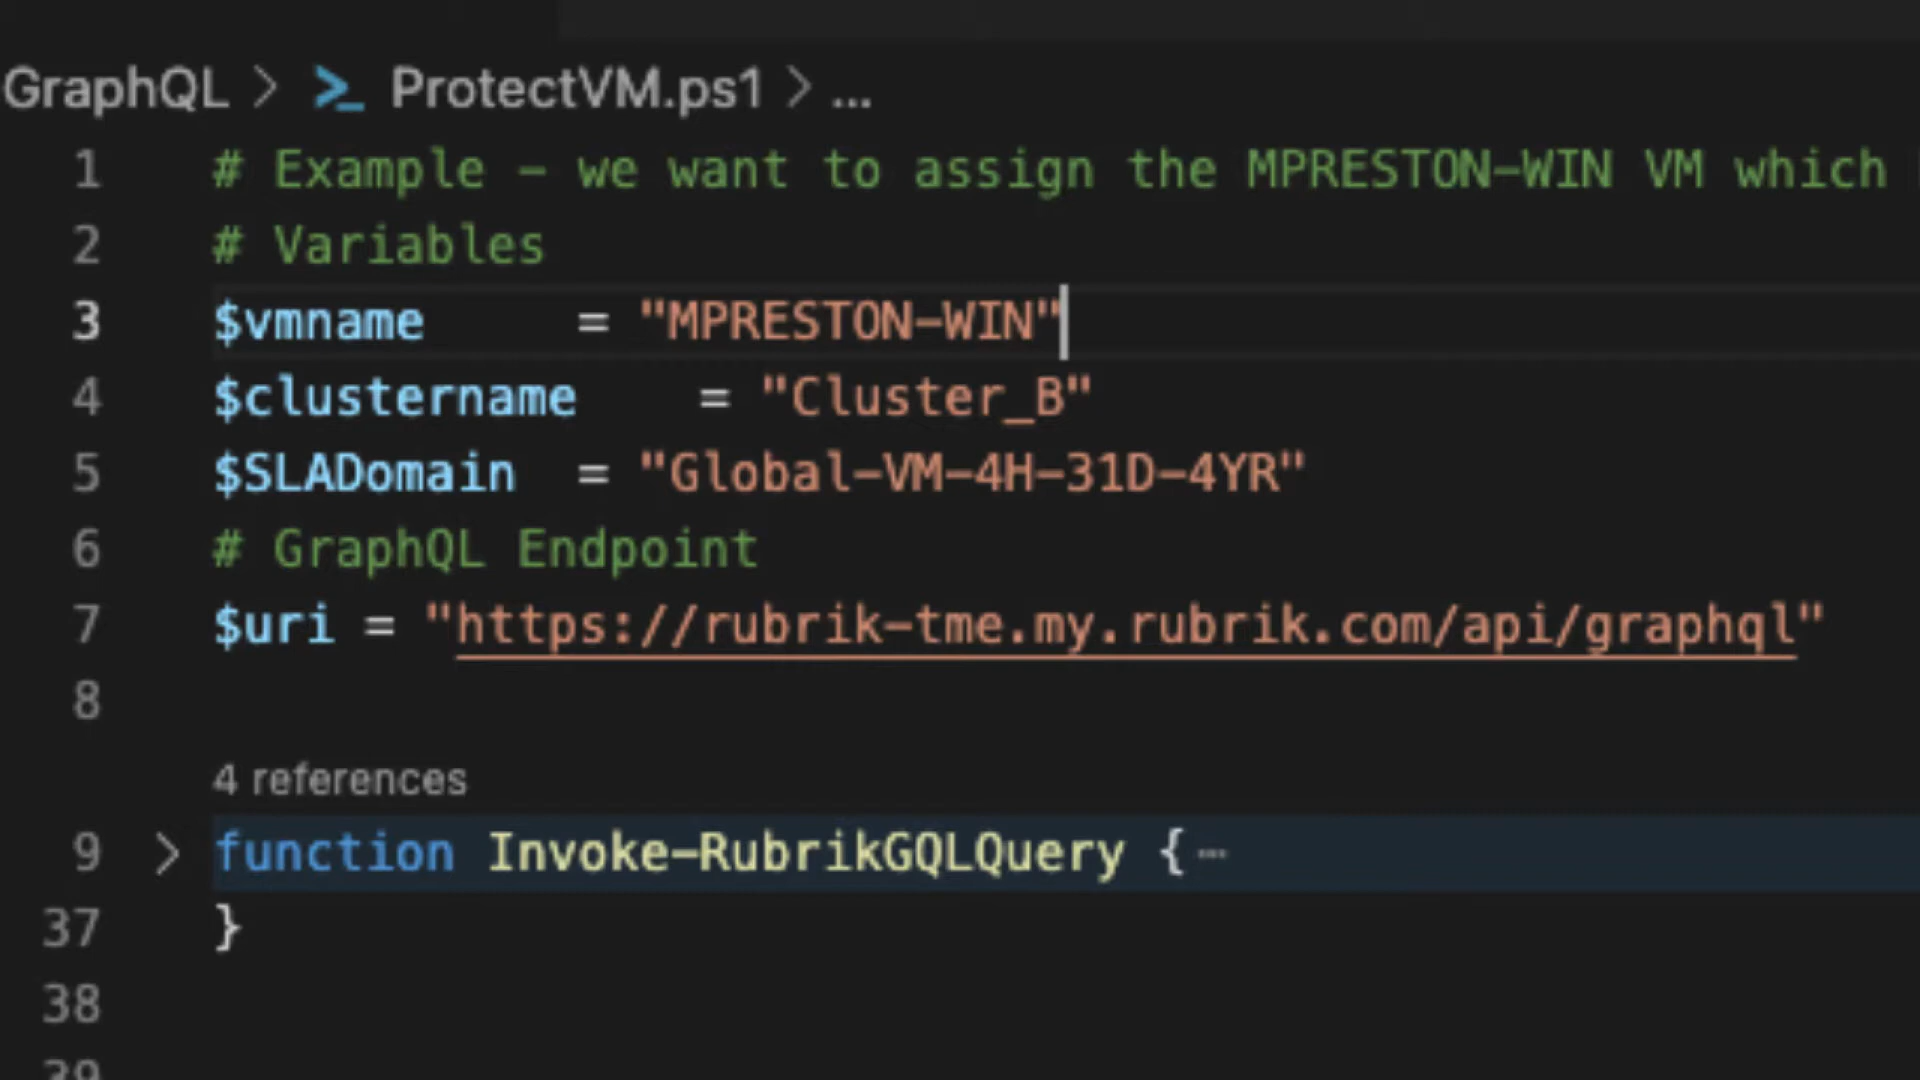 GraphQL > ProtectVM.ps1 > ...
1 # Example - we want to assign the MPRESTON-WIN VM which
2 # Variables
3 $vmname = "MPRESTON-WIN"
4 $clustername = "Cluster_B"
5 $SLADomain = "Global-VM-4H-31D-4YR"
6 # GraphQL Endpoint
7 $uri = "https://rubrik-tme.my.rubrik.com/api/graphql"
8
4 references
9 > function Invoke-RubrikGQLQuery { ...
37 }
38
39